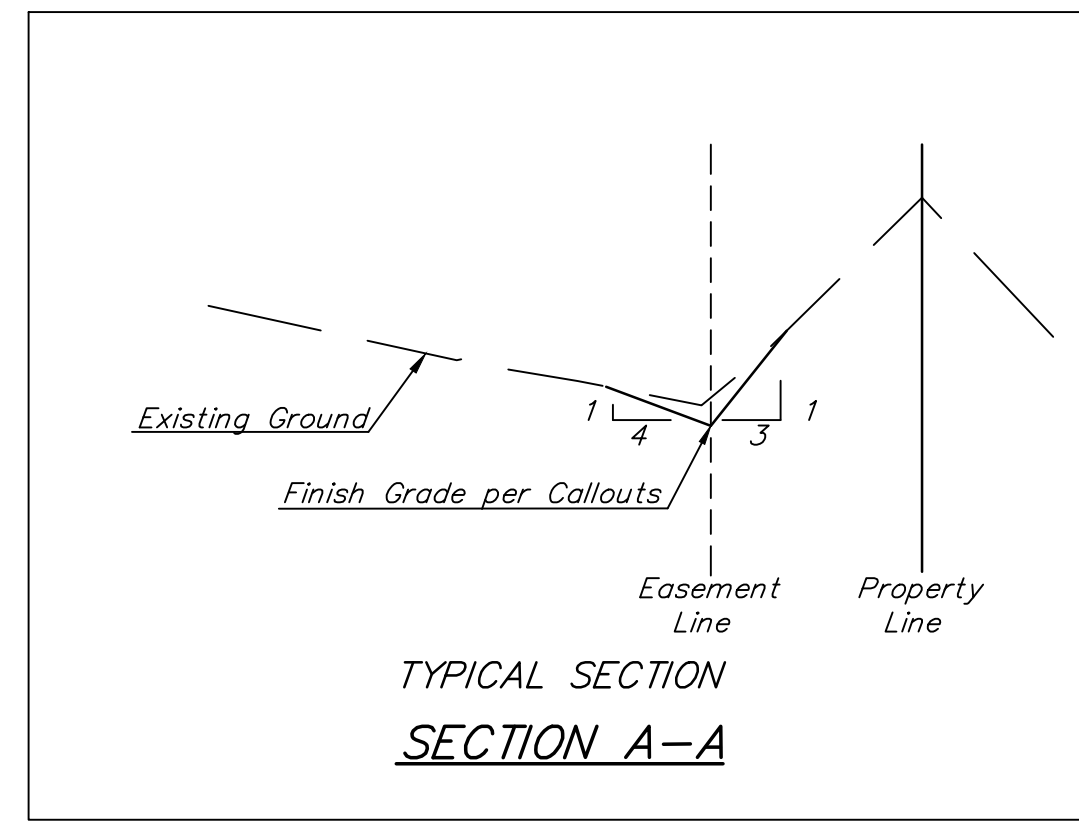 1
4
3
1
Existing Ground
Finish Grade per Callouts
Easement
Line
Property
Line
TYPICAL SECTION
SECTION A-A